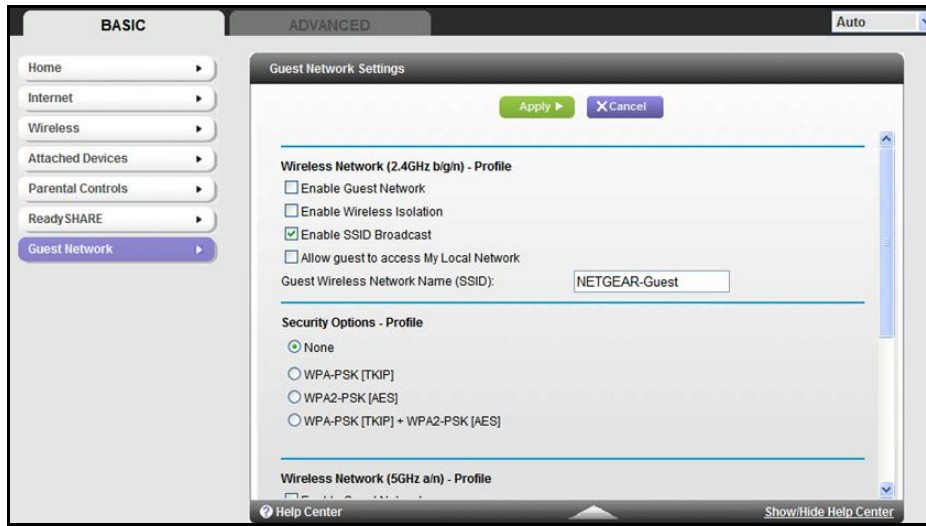 BASIC
ADVANCED
Auto
Home
Internet
Wireless
Attached Devices
Parental Controls
ReadySHARE
Guest Network
Guest Network Settings
Apply
Cancel
Wireless Network (2.4GHz b/g/n) - Profile
Enable Guest Network
Enable Wireless Isolation
Enable SSID Broadcast
Allow guest to access My Local Network
Guest Wireless Network Name (SSID): NETGEAR-Guest
Security Options - Profile
None
WPA-PSK [TKIP]
WPA2-PSK [AES]
WPA-PSK [TKIP] + WPA2-PSK [AES]
Wireless Network (5GHz a/n) - Profile
Help Center
Show/Hide Help Center